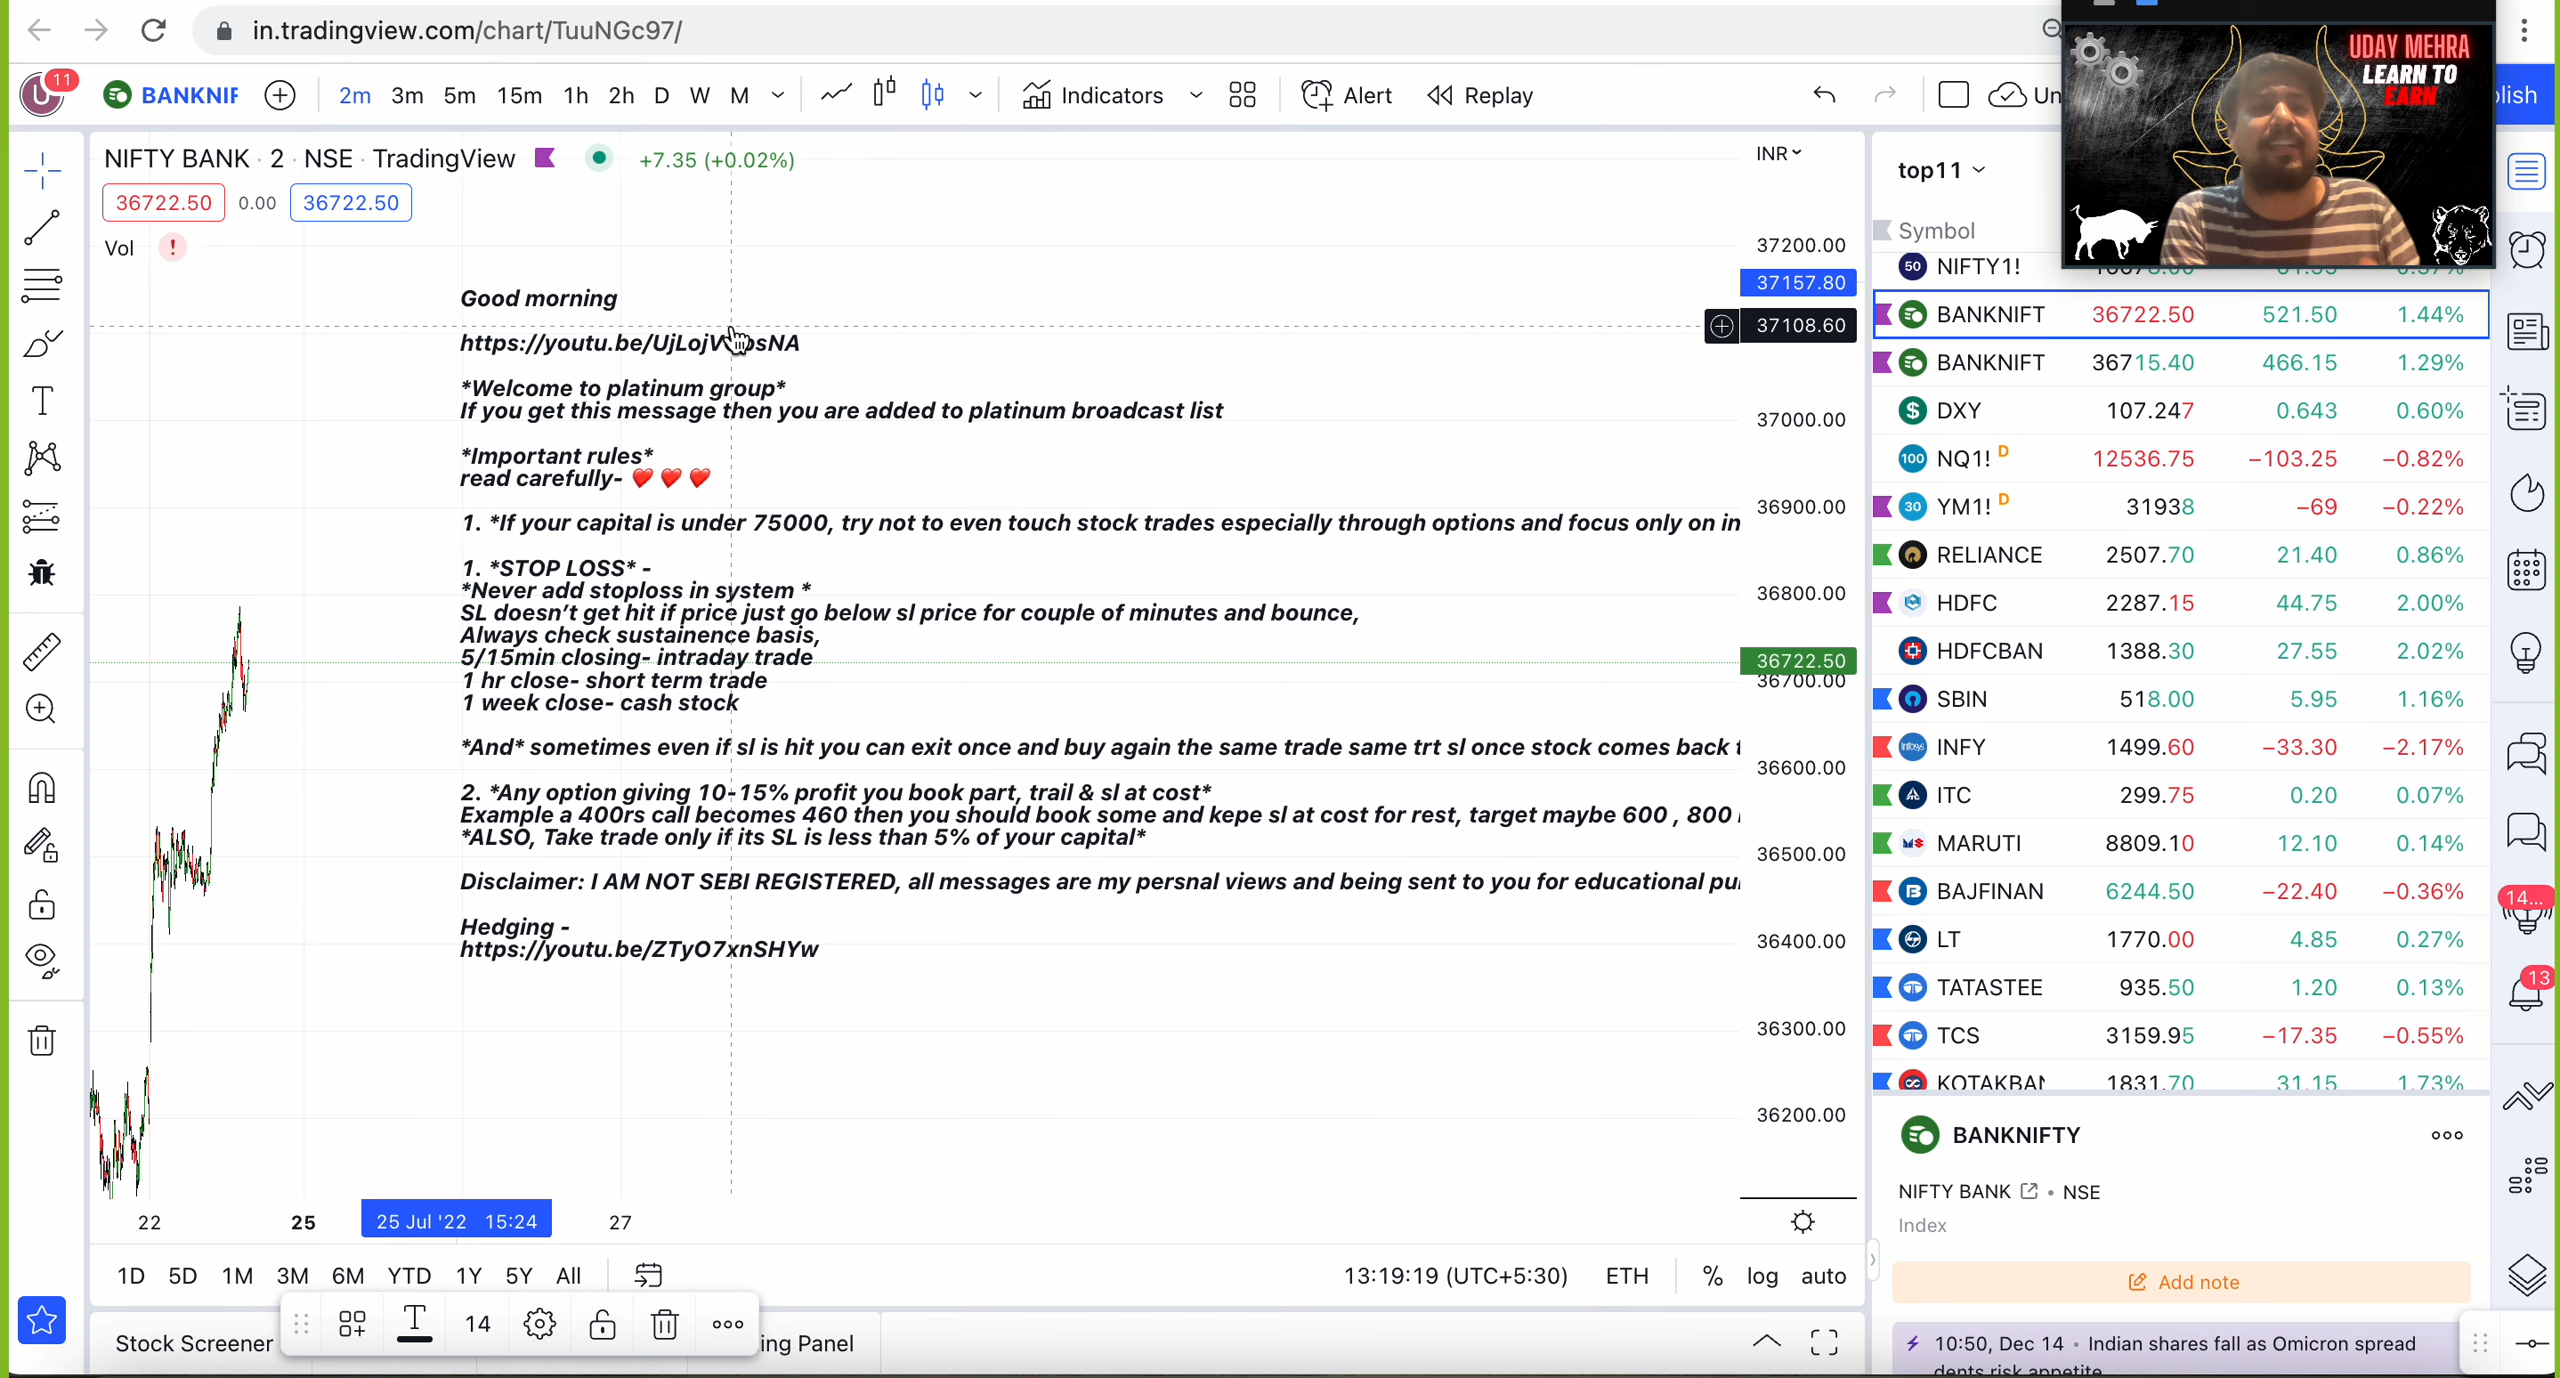 in.tradingview.com/chart/TuuNGc97/
UDAY MEHRA
LEARN TO
EARN
U
11
BANKNIF
2m 3m 5m 15m 1h 2h D W M
Indicators
Alert
Replay
Un
lish
NIFTY BANK · 2 · NSE · TradingView
+7.35 (+0.02%)
INR
36722.50 0.00 36722.50
Vol !
37200.00
37157.80
37108.60
37000.00
36900.00
36800.00
36722.50
36700.00
36600.00
36500.00
36400.00
36300.00
36200.00
Good morning
*Welcome to platinum group*
If you get this message then you are added to platinum broadcast list
*Important rules*
read carefully- ❤️ ❤️ ❤️
1. *If your capital is under 75000, try not to even touch stock trades especially through options and focus only on in
1. *STOP LOSS* -
*Never add stoploss in system *
SL doesn't get hit if price just go below sl price for couple of minutes and bounce,
Always check sustainence basis,
5/15min closing- intraday trade
1 hr close- short term trade
1 week close- cash stock
*And* sometimes even if sl is hit you can exit once and buy again the same trade same trt sl once stock comes back t
2. *Any option giving 10-15% profit you book part, trail & sl at cost*
Example a 400rs call becomes 460 then you should book some and kepe sl at cost for rest, target maybe 600 , 800
*ALSO, Take trade only if its SL is less than 5% of your capital*
Disclaimer: I AM NOT SEBI REGISTERED, all messages are my persnal views and being sent to you for educational pu
Hedging -
https://youtu.be/ZTyO7xnSHYw
22 25 25 Jul '22 15:24 27
1D 5D 1M 3M 6M YTD 1Y 5Y All
13:19:19 (UTC+5:30) ETH % log auto
T 14
Stock Screener
ing Panel
top11
Symbol
50 NIFTY1!
BANKNIFT 36722.50 521.50 1.44%
BANKNIFT 36715.40 466.15 1.29%
$ DXY 107.247 0.643 0.60%
100 NQ1! D 12536.75 −103.25 −0.82%
30 YM1! D 31938 −69 −0.22%
RELIANCE 2507.70 21.40 0.86%
HDFC 2287.15 44.75 2.00%
HDFCBAN 1388.30 27.55 2.02%
SBIN 518.00 5.95 1.16%
INFY 1499.60 −33.30 −2.17%
ITC 299.75 0.20 0.07%
MARUTI 8809.10 12.10 0.14%
BAJFINAN 6244.50 −22.40 −0.36%
LT 1770.00 4.85 0.27%
TATASTEE 935.50 1.20 0.13%
TCS 3159.95 −17.35 −0.55%
KOTAKBAN 1831.70 31.15 1.73%
BANKNIFTY
NIFTY BANK • NSE
Index
Add note
10:50, Dec 14 • Indian shares fall as Omicron spread
dents risk appetite
14...
13